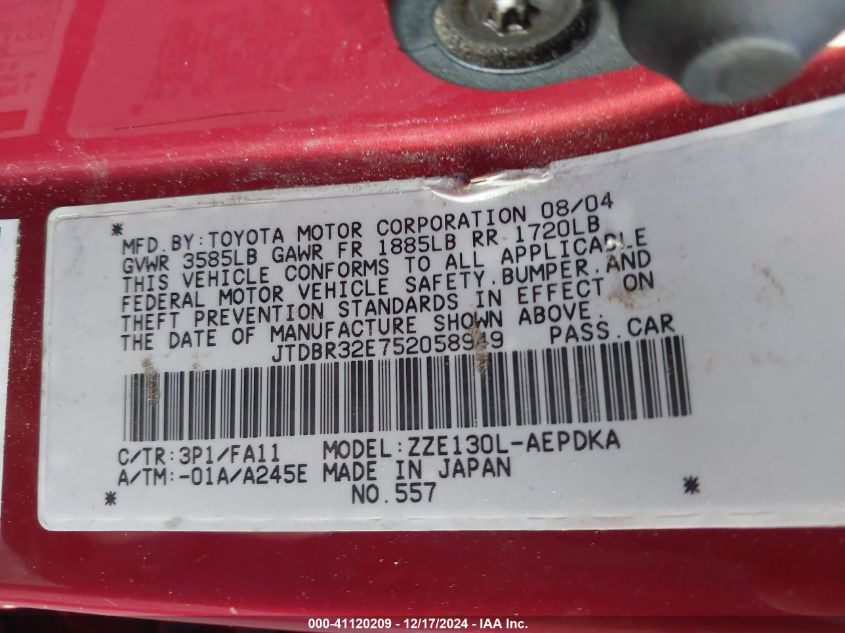 *
MFD.BY:TOYOTA MOTOR CORPORATION 08/04
GVWR 3585LB GAWR FR 1885LB RR 1720LB
THIS VEHICLE CONFORMS TO ALL APPLICABLE
FEDERAL MOTOR VEHICLE SAFETY,BUMPER,AND
THEFT PREVENTION STANDARDS IN EFFECT ON
THE DATE OF MANUFACTURE SHOWN ABOVE.
JTDBR32E752058949 PASS.CAR
C/TR:3P1/FA11 MODEL:ZZE130L-AEPDKA
A/TM:-01A/A245E MADE IN JAPAN
* NO.557 *
000-41120209 - 12/17/2024 - IAA Inc.